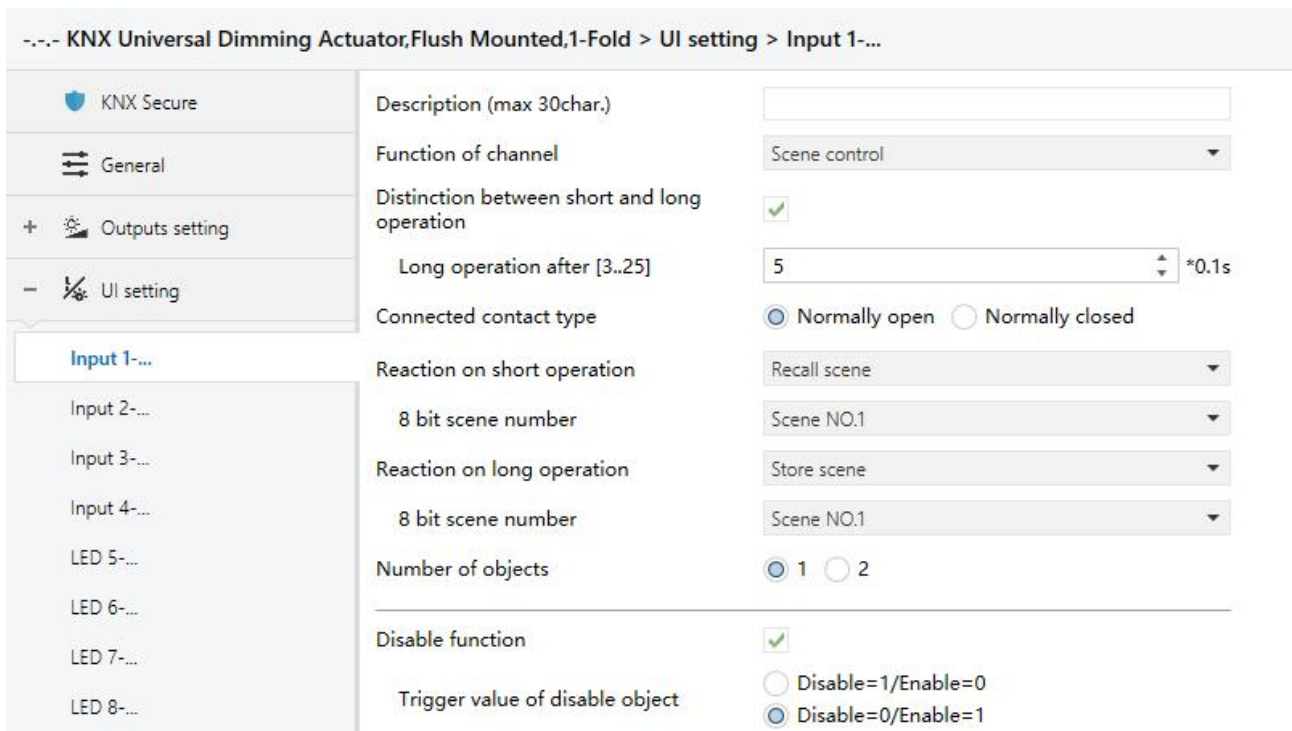 -.-.- KNX Universal Dimming Actuator,Flush Mounted,1-Fold > UI setting > Input 1-...
KNX Secure
General
+ Outputs setting
− UI setting
Input 1-...
Input 2-...
Input 3-...
Input 4-...
LED 5-...
LED 6-...
LED 7-...
LED 8-...
Description (max 30char.)
Function of channel Scene control
Distinction between short and long
operation
Long operation after [3..25] 5 *0.1s
Connected contact type Normally open Normally closed
Reaction on short operation Recall scene
8 bit scene number Scene NO.1
Reaction on long operation Store scene
8 bit scene number Scene NO.1
Number of objects 1 2
Disable function
Trigger value of disable object
Disable=1/Enable=0
Disable=0/Enable=1